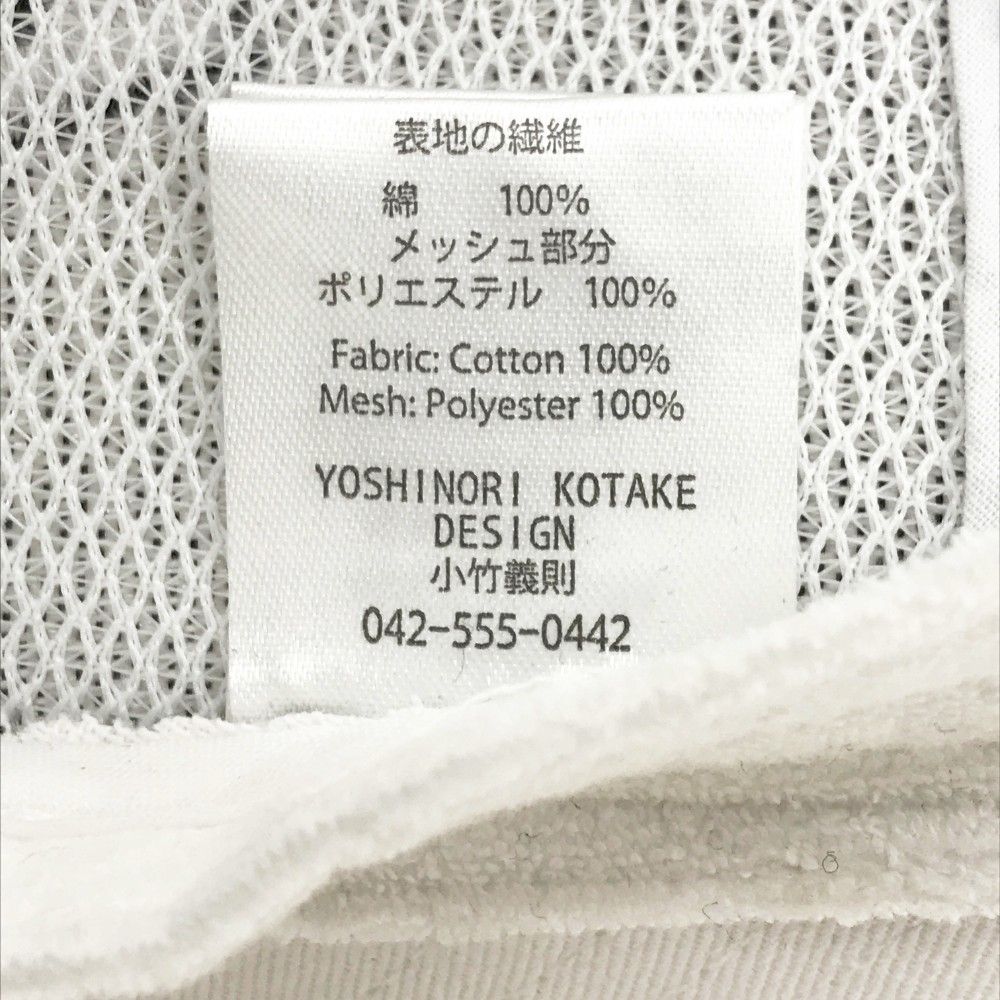 表地の繊維
綿 100%
メッシュ部分
ポリエステル 100%
Fabric: Cotton 100%
Mesh: Polyester 100%
YOSHINORI KOTAKE
DESIGN
小竹義則
042-555-0442